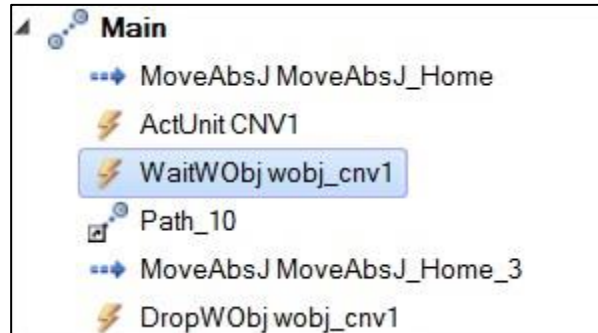 Main
MoveAbsJ MoveAbsJ_Home
ActUnit CNV1
WaitWObj wobj_cnv1
Path_10
MoveAbsJ MoveAbsJ_Home_3
DropWObj wobj_cnv1